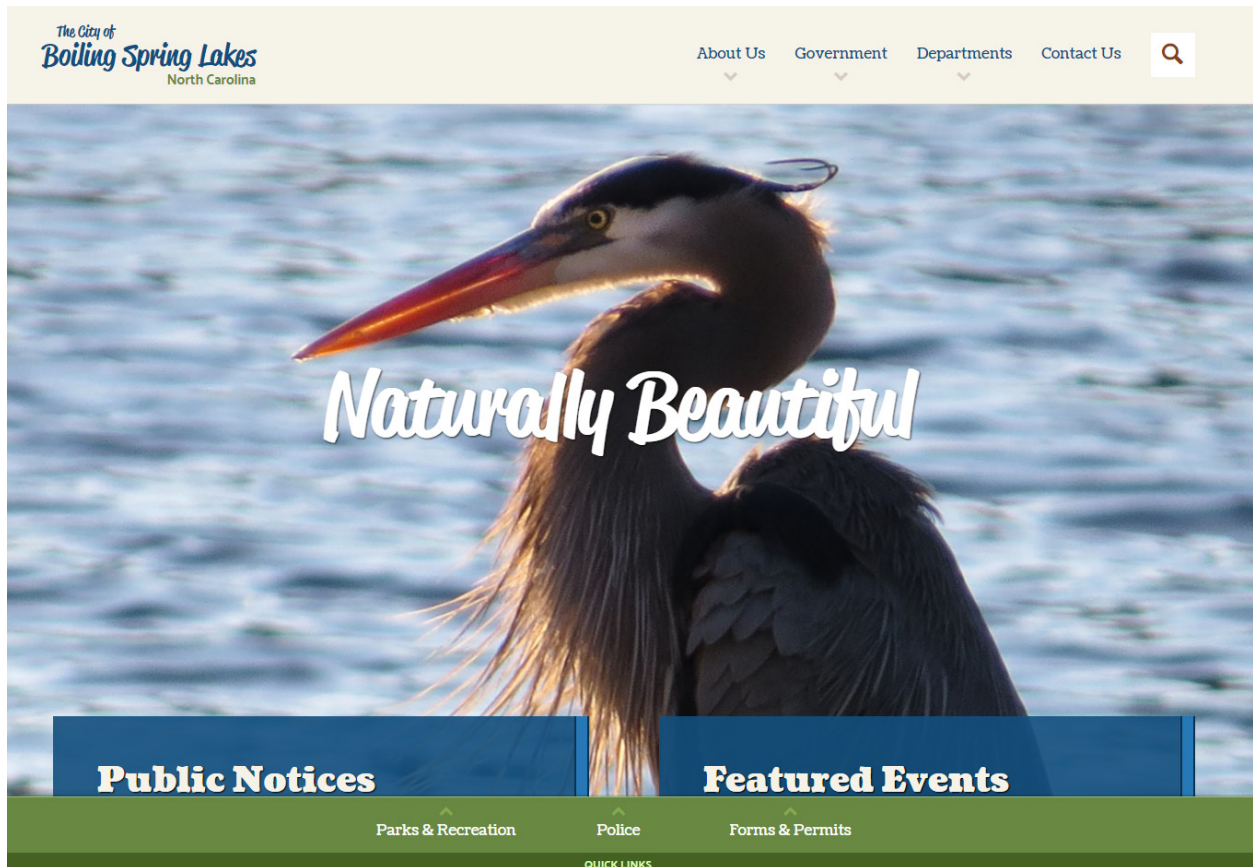 The City of
Boiling Spring Lakes
North Carolina
About Us Government Departments Contact Us
Naturally Beautiful
Public Notices Featured Events
Parks & Recreation Police Forms & Permits
QUICK LINKS